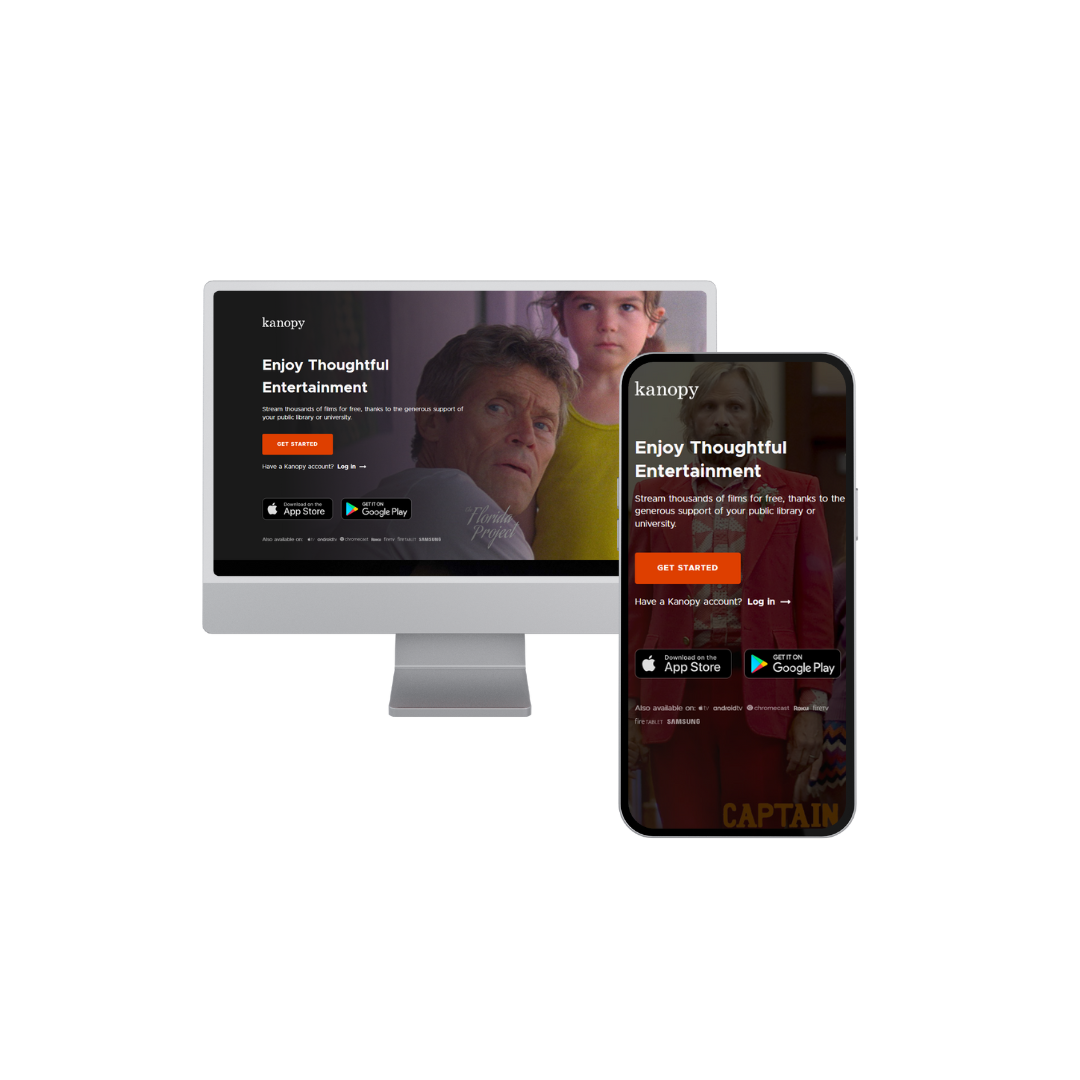 kanopy
Enjoy Thoughtful
Entertainment
Stream thousands of films for free, thanks to the generous support of
your public library or university.
GET STARTED
Have a Kanopy account? Log in →
Download on the
App Store
GET IT ON
Google Play
Also available on: tv androidtv chromecast Roku firetv fireTABLET SAMSUNG
The
Florida
Project
kanopy
Enjoy Thoughtful
Entertainment
Stream thousands of films for free, thanks to the
generous support of your public library or
university.
GET STARTED
Have a Kanopy account? Log in →
Download on the
App Store
GET IT ON
Google Play
Also available on: tv androidtv chromecast Roku firetv
fireTABLET SAMSUNG
CAPTAIN